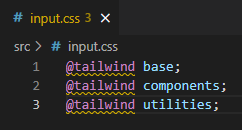 # input.css 3 ×
src > # input.css
1 @tailwind base;
2 @tailwind components;
3 @tailwind utilities;